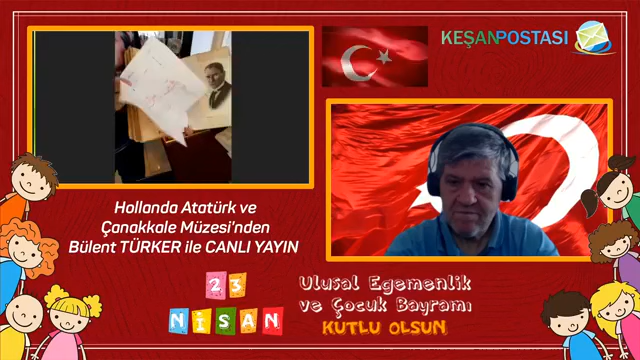 KEŞANPOSTASI
Hollanda Atatürk ve
Çanakkale Müzesi'nden
Bülent TÜRKER ile CANLI YAYIN
23
NİSAN
Ulusal Egemenlik
ve Çocuk Bayramı
KUTLU OLSUN